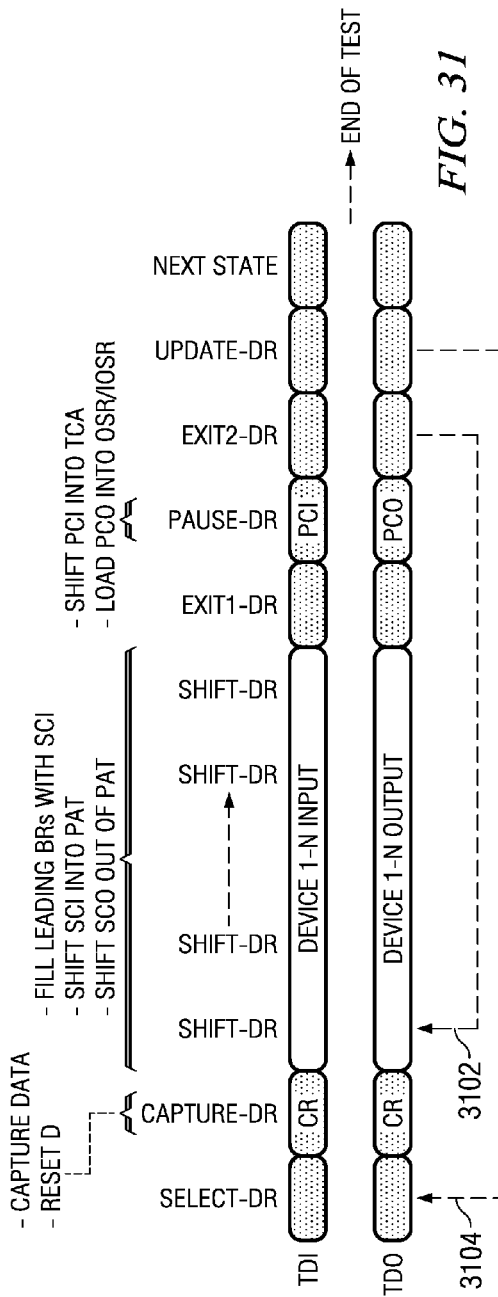 - CAPTURE DATA
- RESET D
- FILL LEADING BRs WITH SCI
- SHIFT SCI INTO PAT
- SHIFT SCO OUT OF PAT
- SHIFT PCI INTO TCA
- LOAD PCO INTO OSR/IOSR
SELECT-DR
CAPTURE-DR
SHIFT-DR
SHIFT-DR
SHIFT-DR
SHIFT-DR
EXIT1-DR
PAUSE-DR
EXIT2-DR
UPDATE-DR
NEXT STATE
TDI
CR
DEVICE 1-N INPUT
PCI
END OF TEST
TDO
CR
DEVICE 1-N OUTPUT
PCO
3104
3102
FIG. 31